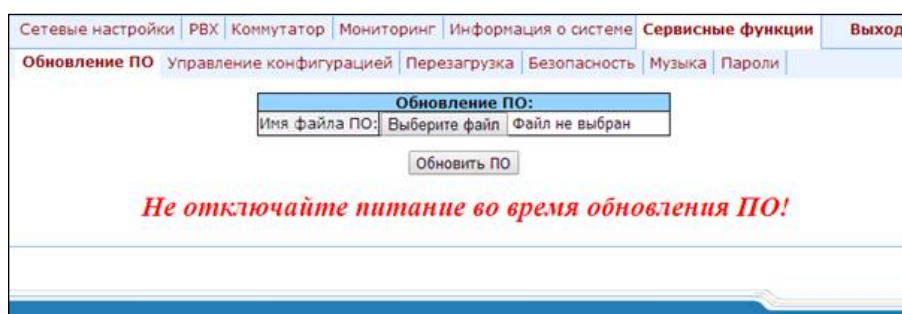 Сетевые настройки PBX Коммутатор Мониторинг Информация о системе Сервисные функции Выход
Обновление ПО Управление конфигурацией Перезагрузка Безопасность Музыка Пароли
Обновление ПО:
Имя файла ПО: Выберите файл Файл не выбран
Обновить ПО
Не отключайте питание во время обновления ПО!